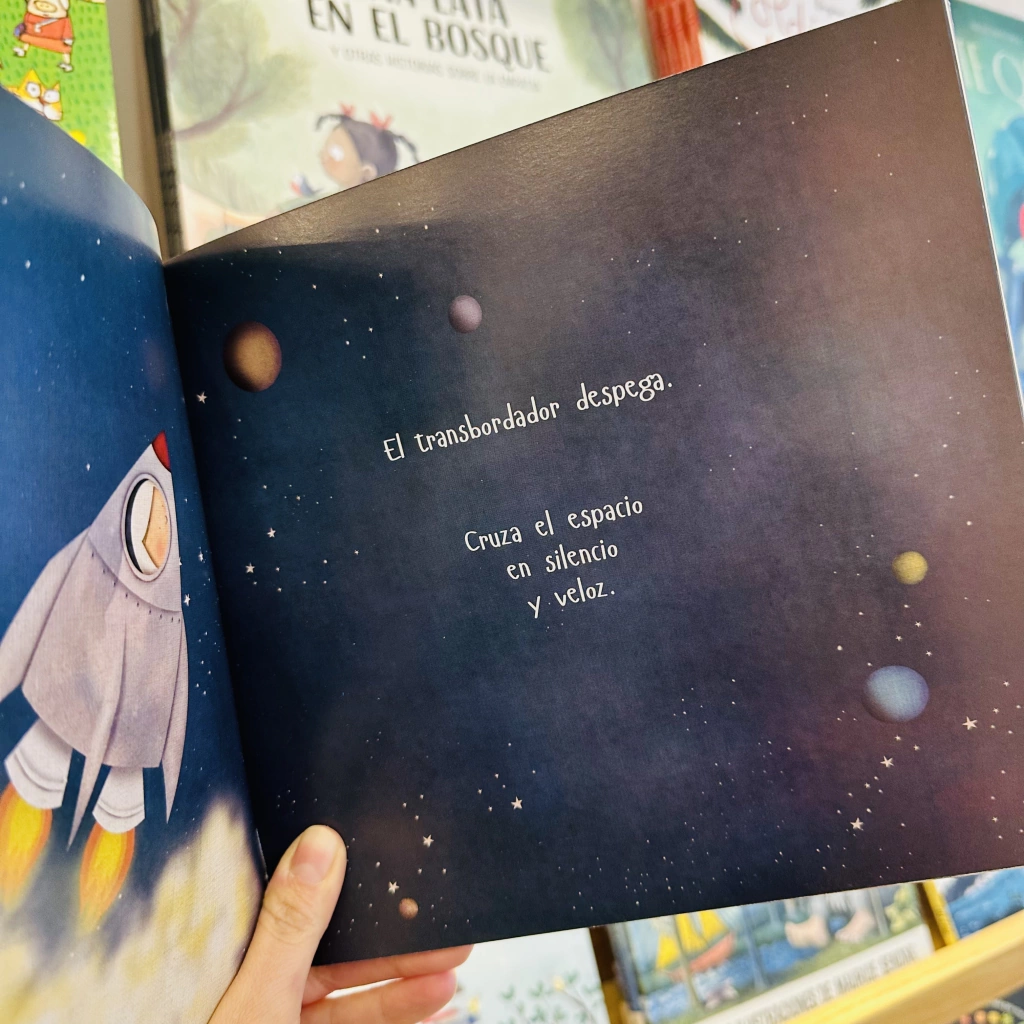 EN EL BOSQUE
El transbordador despega.
Cruza el espacio
en silencio
y veloz.